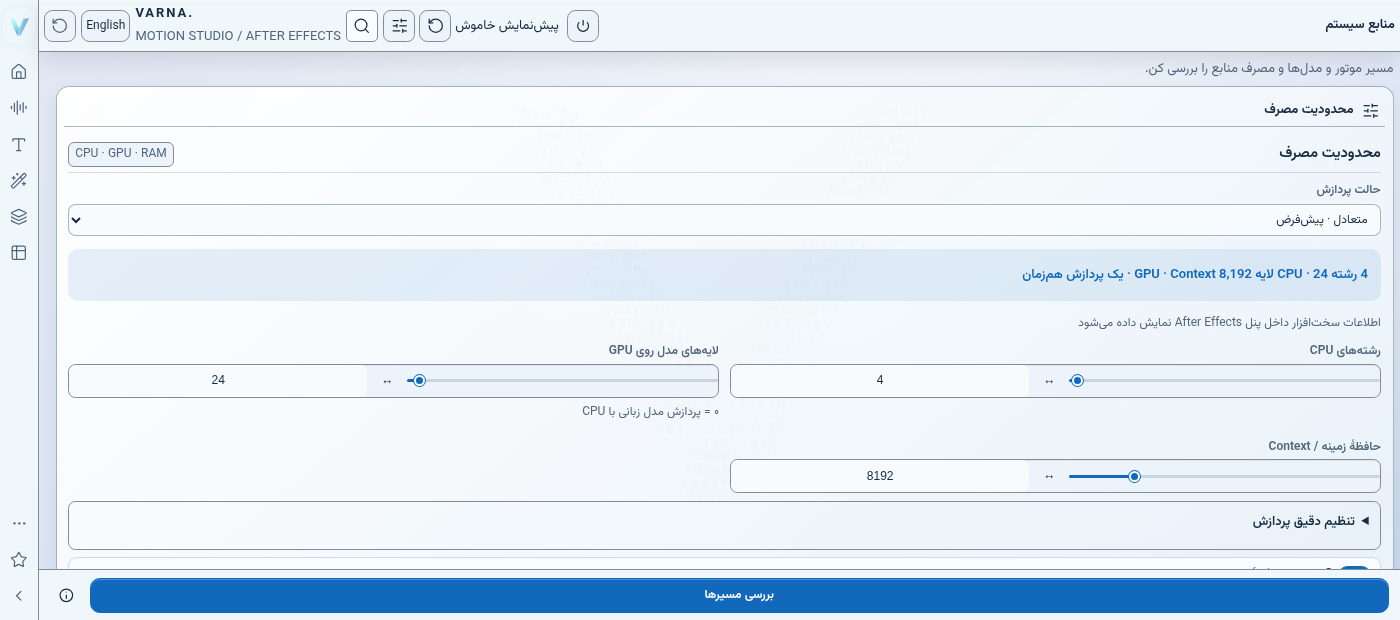 منابع سیستم
پیش‌نمایش خاموش
VARNA.
MOTION STUDIO / AFTER EFFECTS
English
مسیر موتور و مدل‌ها و مصرف منابع را بررسی کن.
محدودیت مصرف
محدودیت مصرف
CPU · GPU · RAM
حالت پردازش
متعادل · پیش‌فرض
4 رشته CPU · 24 لایه GPU · Context 8,192 · یک پردازش هم‌زمان
اطلاعات سخت‌افزار داخل پنل After Effects نمایش داده می‌شود
رشته‌های CPU
4
لایه‌های مدل روی GPU
24
۰ = پردازش مدل زبانی با CPU
حافظهٔ زمینه / Context
8192
تنظیم دقیق پردازش
بررسی مسیرها